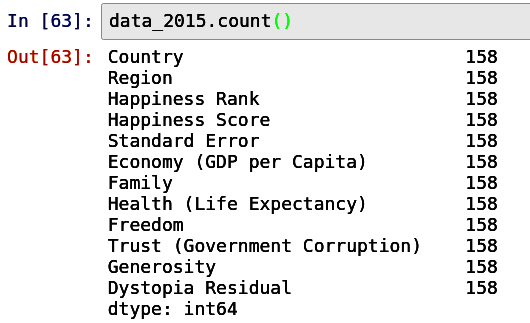 In [63]: data_2015.count()
Out[63]: Country 158
Region 158
Happiness Rank 158
Happiness Score 158
Standard Error 158
Economy (GDP per Capita) 158
Family 158
Health (Life Expectancy) 158
Freedom 158
Trust (Government Corruption) 158
Generosity 158
Dystopia Residual 158
dtype: int64